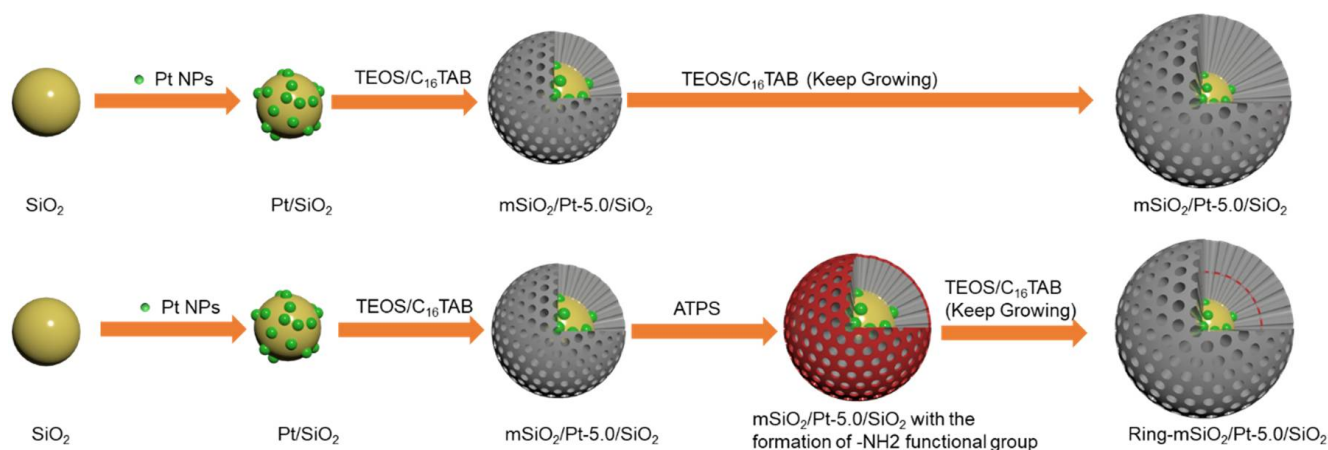 Pt NPs
TEOS/C₁₆TAB
TEOS/C₁₆TAB (Keep Growing)
SiO₂
Pt/SiO₂
mSiO₂/Pt-5.0/SiO₂
mSiO₂/Pt-5.0/SiO₂
Pt NPs
TEOS/C₁₆TAB
ATPS
TEOS/C₁₆TAB
(Keep Growing)
SiO₂
Pt/SiO₂
mSiO₂/Pt-5.0/SiO₂
mSiO₂/Pt-5.0/SiO₂ with the
formation of -NH2 functional group
Ring-mSiO₂/Pt-5.0/SiO₂